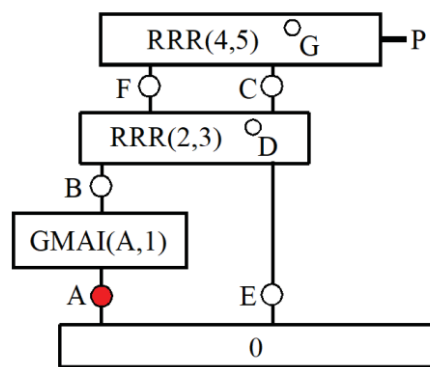 RRR(4,5) G P
F C
RRR(2,3) D
B
GMAI(A,1)
A E
0